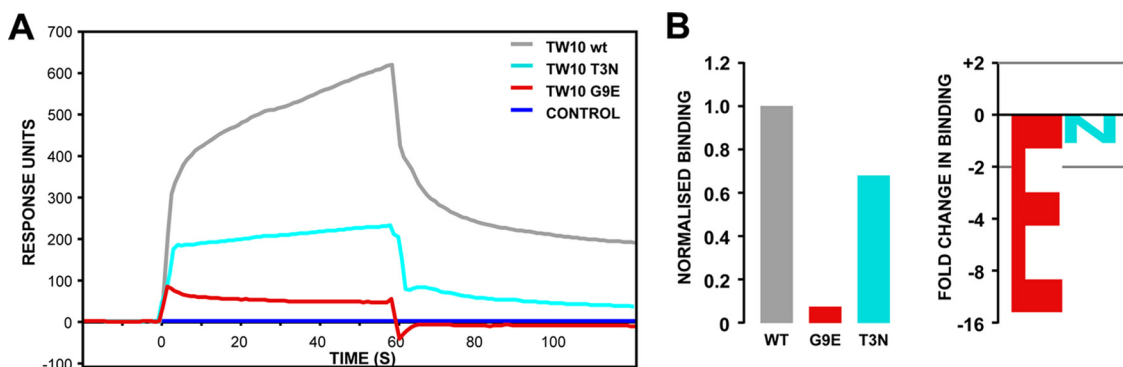 A
700
600
500
400
300
200
100
0
-100
RESPONSE UNITS
TW10 wt
TW10 T3N
TW10 G9E
CONTROL
0 20 40 60 80 100
TIME (S)
B
1.2
1.0
0.8
0.6
0.4
0.2
0
NORMALISED BINDING
WT G9E T3N
+2
0
-2
-4
-8
-16
FOLD CHANGE IN BINDING
E N